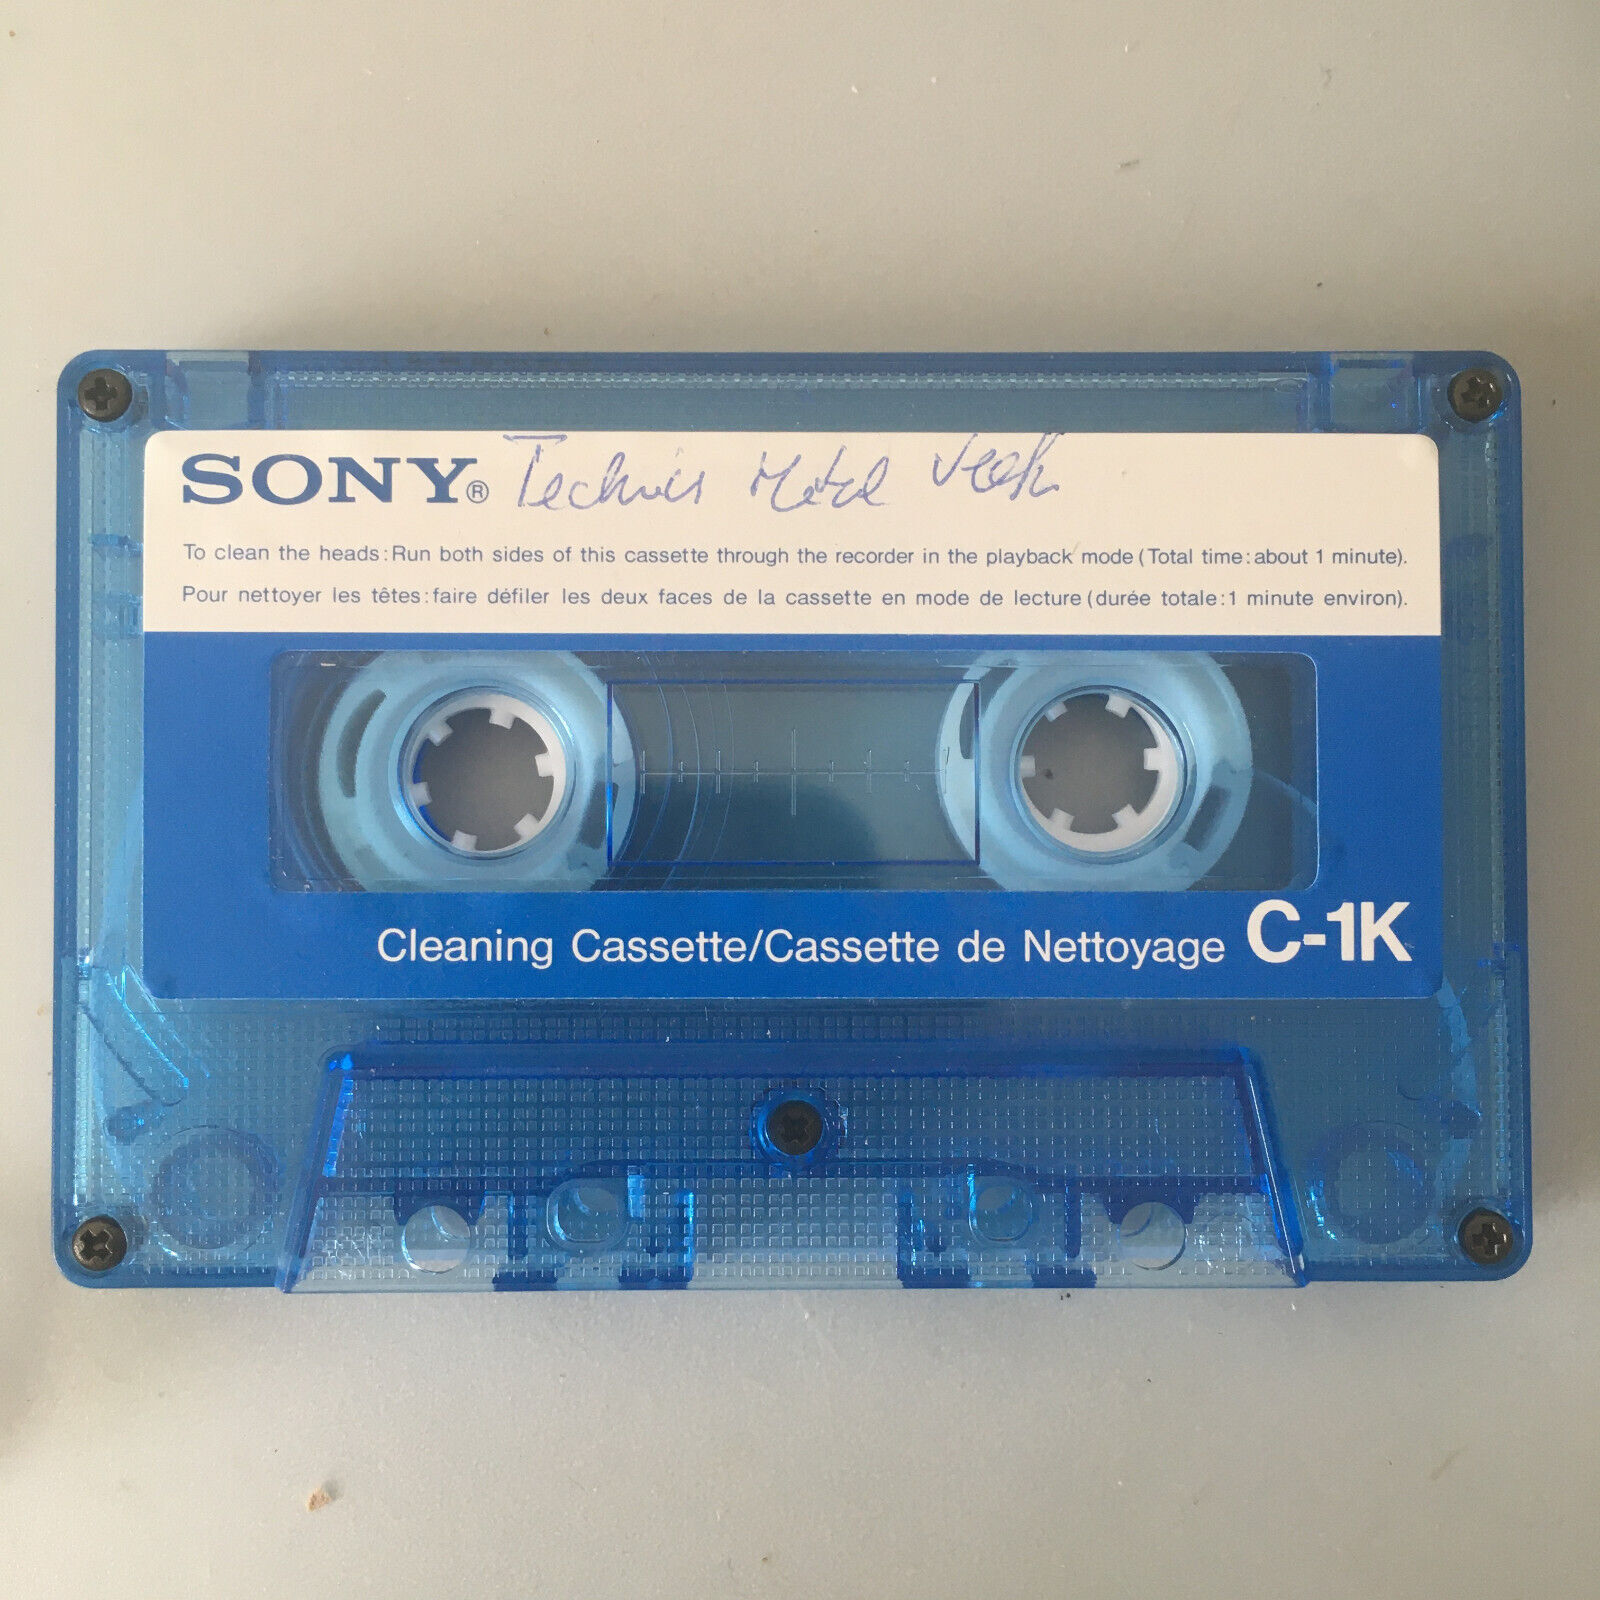 SONY® Technics Metal
To clean the heads: Run both sides of this cassette through the recorder in the playback mode (Total time: about 1 minute).
Pour nettoyer les têtes: faire défiler les deux faces de la cassette en mode de lecture (durée totale: 1 minute environ).
Cleaning Cassette/Cassette de Nettoyage C-1K